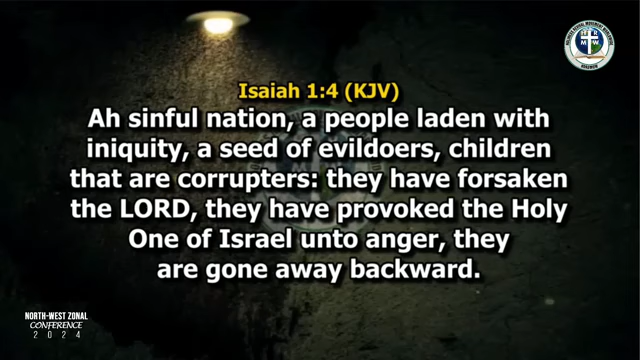 Isaiah 1:4 (KJV)
Ah sinful nation, a people laden with
iniquity, a seed of evildoers, children
that are corrupters: they have forsaken
the LORD, they have provoked the Holy
One of Israel unto anger, they
are gone away backward.
NORTH-WEST ZONAL
CONFERENCE
2024